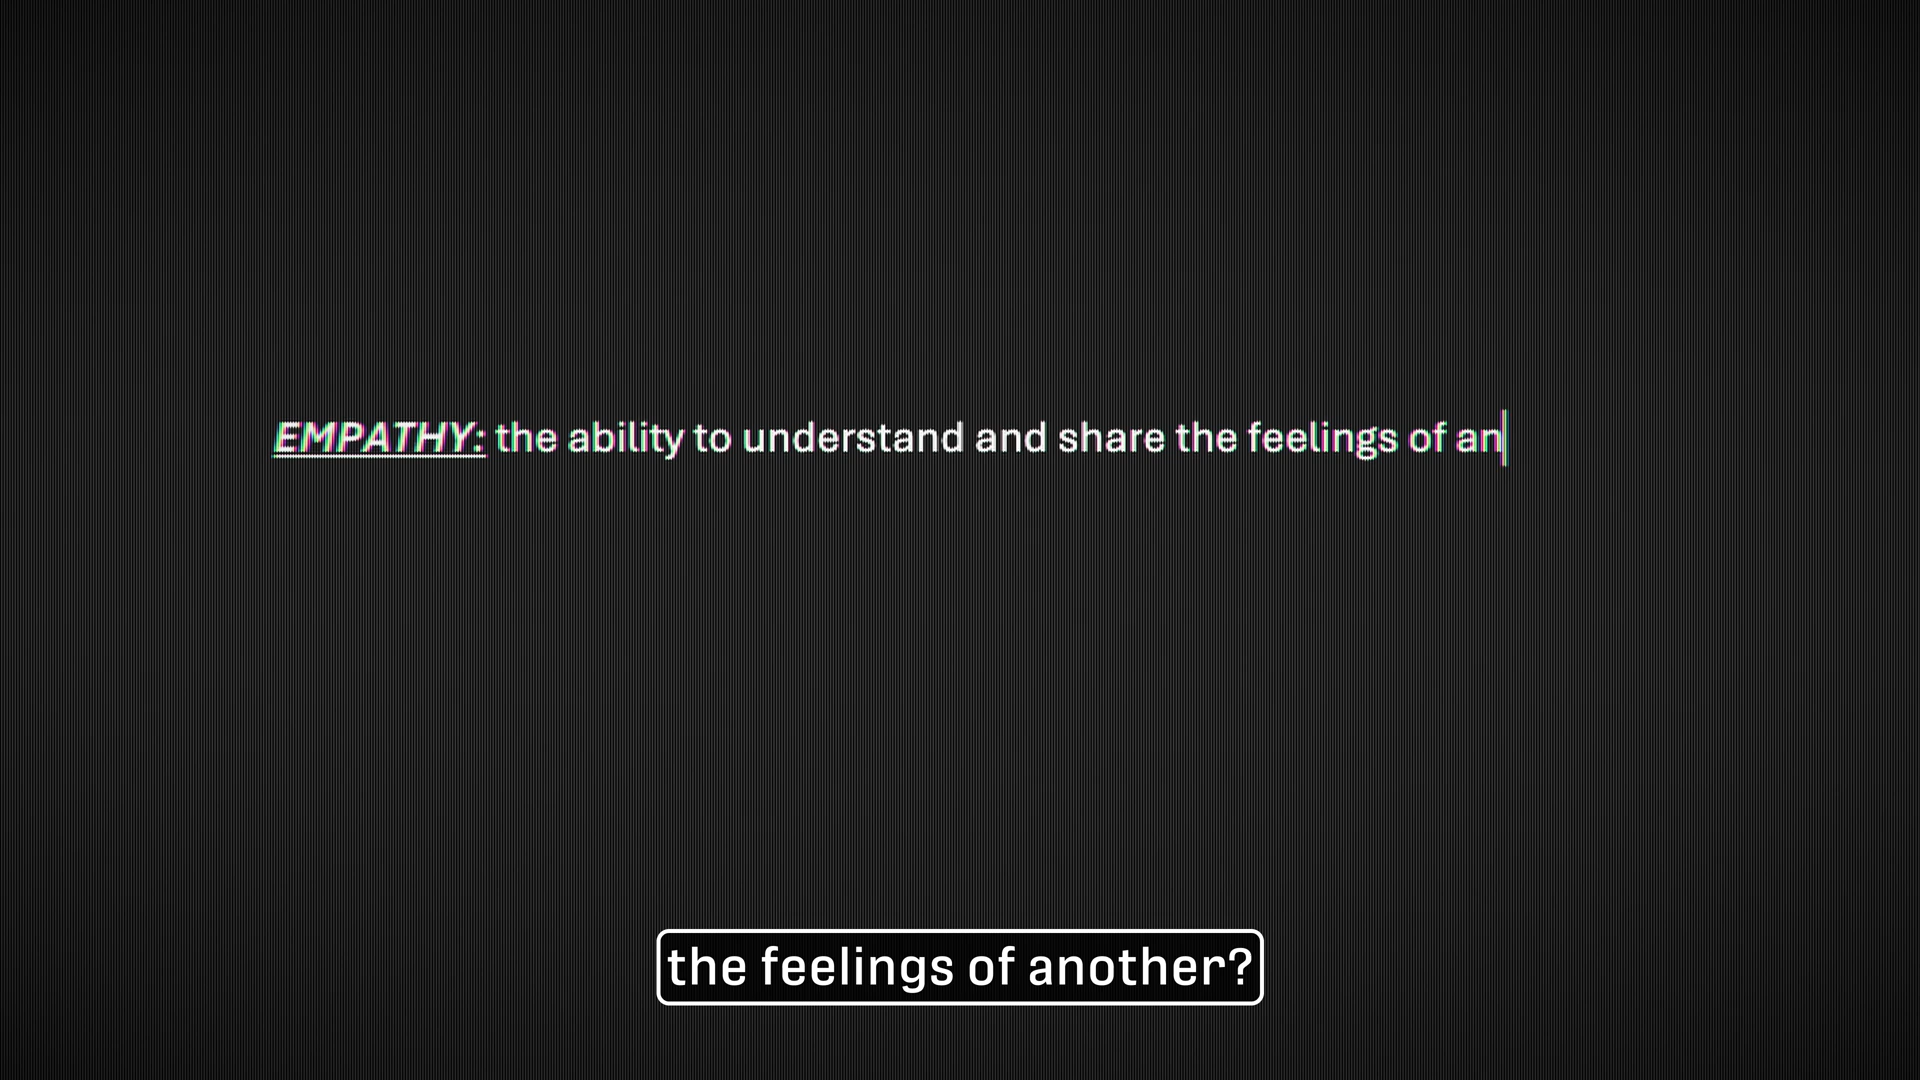 EMPATHY: the ability to understand and share the feelings of an
the feelings of another?